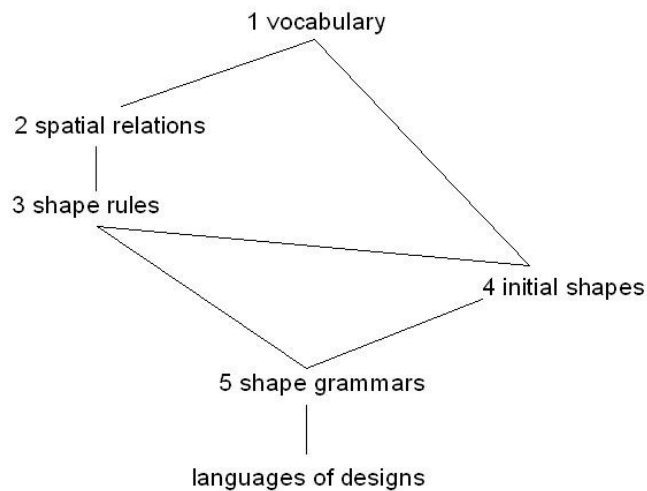 1 vocabulary
2 spatial relations
3 shape rules
4 initial shapes
5 shape grammars
languages of designs